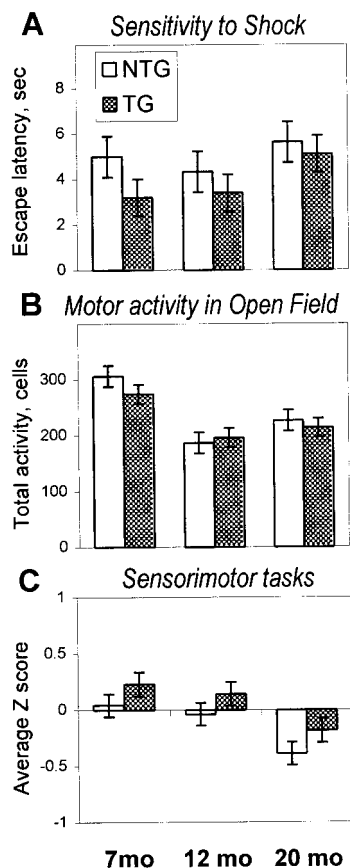 A Sensitivity to Shock
NTG
TG
Escape latency, sec
8
6
4
2
0
B Motor activity in Open Field
Total activity, cells
300
200
100
0
C Sensorimotor tasks
Average Z score
1
0.5
0
-0.5
-1
7mo 12 mo 20 mo